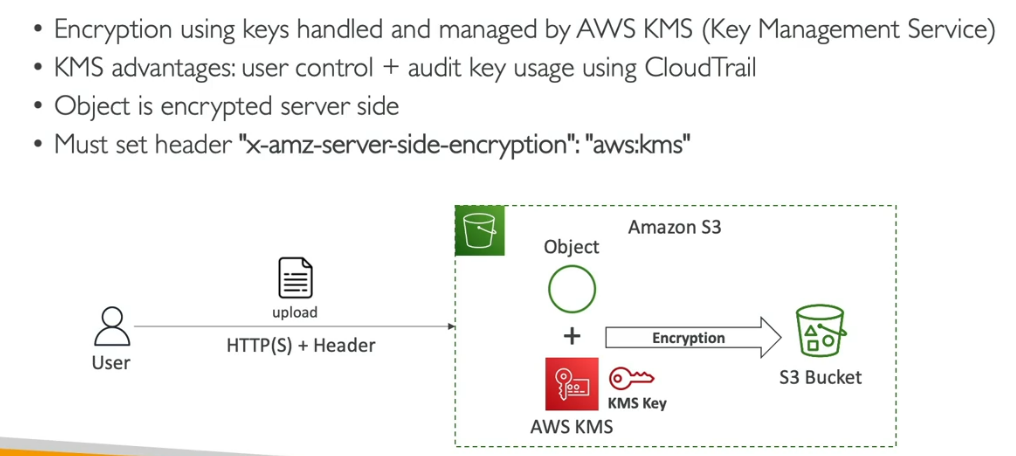 • Encryption using keys handled and managed by AWS KMS (Key Management Service)
• KMS advantages: user control + audit key usage using CloudTrail
• Object is encrypted server side
• Must set header "x-amz-server-side-encryption": "aws:kms"
Amazon S3
Object
upload
+
Encryption
HTTP(S) + Header
User
S3 Bucket
KMS Key
AWS KMS